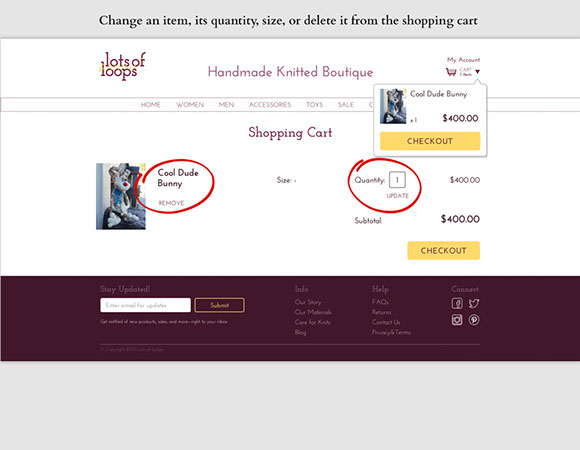 Change an item, its quantity, size, or delete it from the shopping cart
lots of
loops
Handmade Knitted Boutique
My Account
CART
HOME WOMEN MEN ACCESSORIES TOYS SALE
Cool Dude Bunny
x 1 $400.00
CHECKOUT
Shopping Cart
Cool Dude
Bunny
REMOVE
Size: -
Quantity: 1
UPDATE
$400.00
Subtotal: $400.00
CHECKOUT
Stay Updated!
Enter email for updates Submit
Get notified of new products, sales, and more—right to your inbox.
Info
Our Story
Our Materials
Care for Knits
Blog
Help
FAQs
Returns
Contact Us
Privacy&Terms
Connect
© Copyright 2015 Lots of Loops